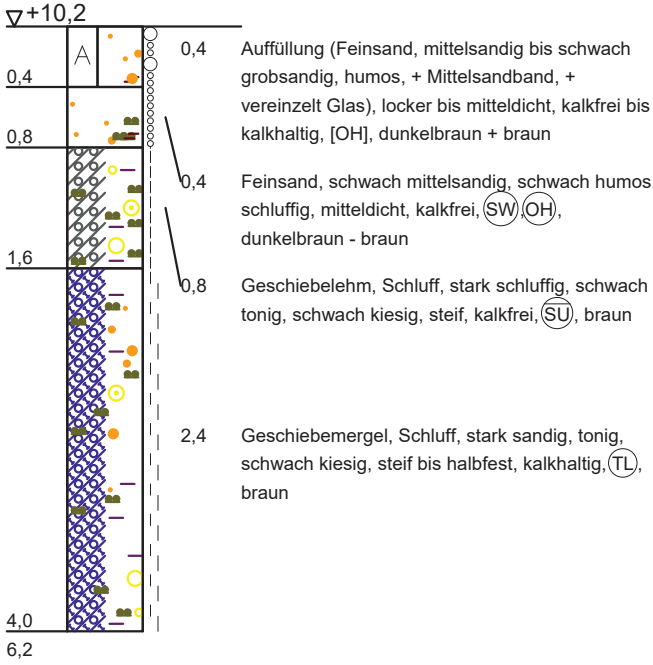 +10,2
A
0,4
Auffüllung (Feinsand, mittelsandig bis schwach
grobsandig, humos, + Mittelsandband, +
vereinzelt Glas), locker bis mitteldicht, kalkfrei bis
kalkhaltig, [OH], dunkelbraun + braun
0,4
0,8
0,4
Feinsand, schwach mittelsandig, schwach humos
schluffig, mitteldicht, kalkfrei, SW, OH,
dunkelbraun - braun
1,6
0,8
Geschiebelehm, Schluff, stark schluffig, schwach
tonig, schwach kiesig, steif, kalkfrei, SU, braun
2,4
Geschiebemergel, Schluff, stark sandig, tonig,
schwach kiesig, steif bis halbfest, kalkhaltig, TL,
braun
4,0
6,2